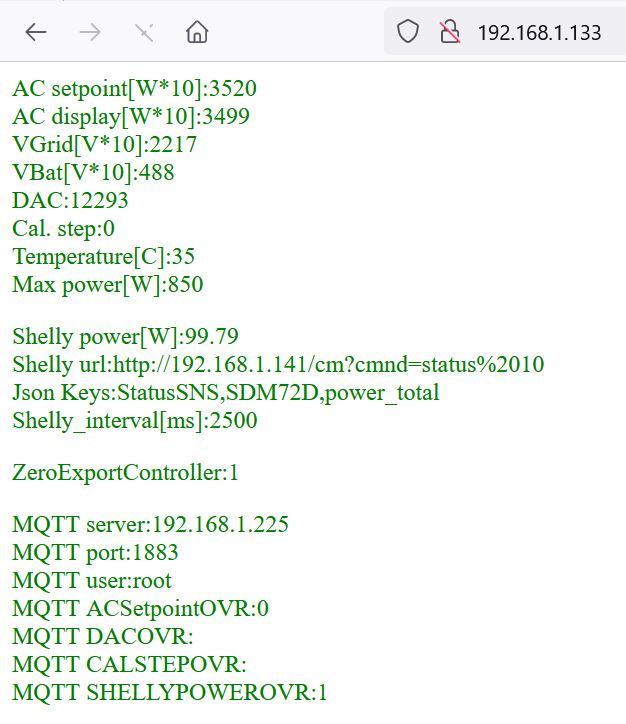 192.168.1.133
AC setpoint[W*10]:3520
AC display[W*10]:3499
VGrid[V*10]:2217
VBat[V*10]:488
DAC:12293
Cal. step:0
Temperature[C]:35
Max power[W]:850
Shelly power[W]:99.79
Shelly url:http://192.168.1.141/cm?cmnd=status%2010
Json Keys:StatusSNS,SDM72D,power_total
Shelly_interval[ms]:2500
ZeroExportController:1
MQTT server:192.168.1.225
MQTT port:1883
MQTT user:root
MQTT ACSetpointOVR:0
MQTT DACOVR:
MQTT CALSTEPOVR:
MQTT SHELLYPOWEROVR:1